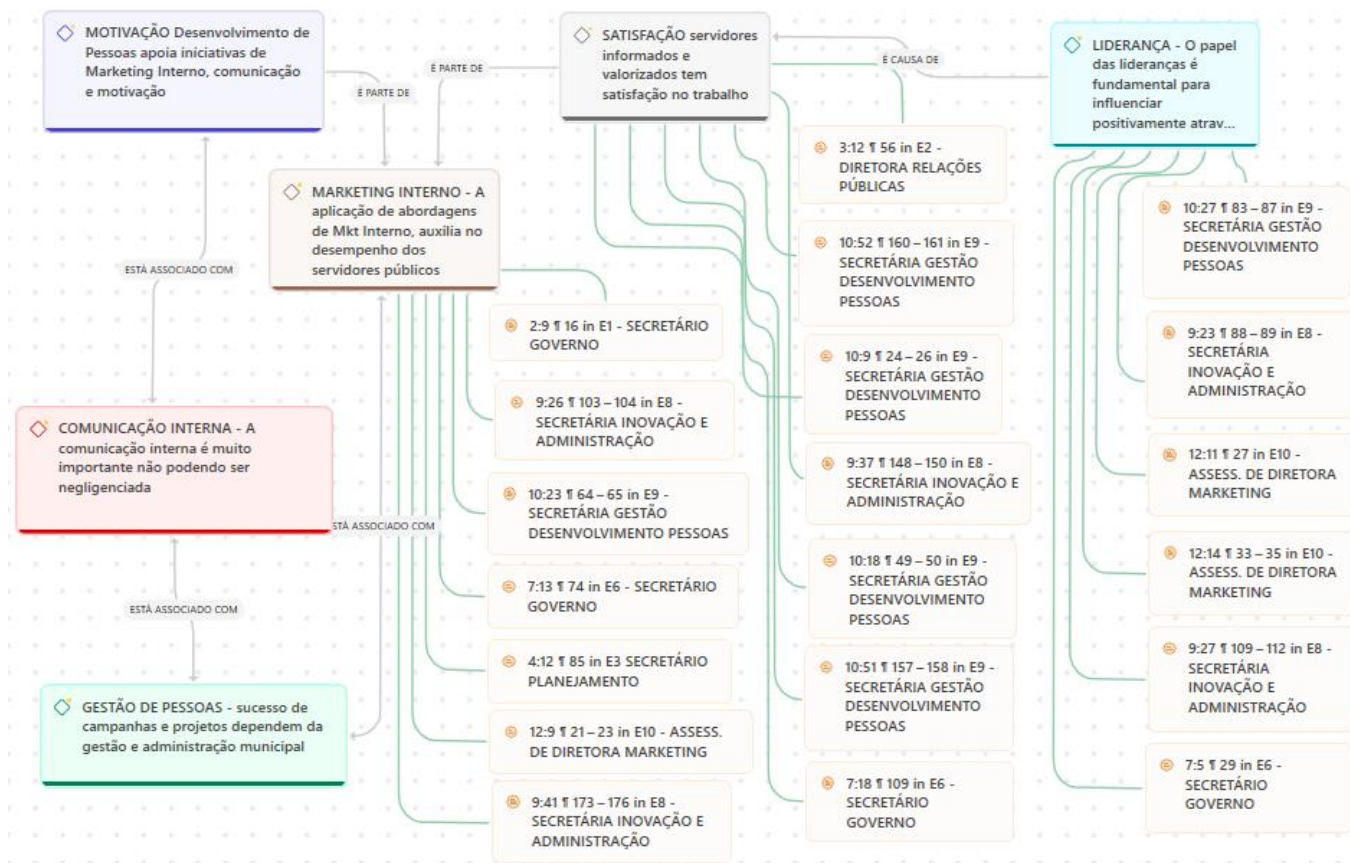 MOTIVAÇÃO Desenvolvimento de
Pessoas apoia iniciativas de
Marketing Interno, comunicação
e motivação
É PARTE DE
É PARTE DE
SATISFAÇÃO servidores
informados e
valorizados tem
satisfação no trabalho
É CAUSA DE
LIDERANÇA - O papel
das lideranças é
fundamental para
influenciar
positivamente atrav...
MARKETING INTERNO - A
aplicação de abordagens
de Mkt Interno, auxilia no
desempenho dos
servidores públicos
ESTÁ ASSOCIADO COM
COMUNICAÇÃO INTERNA - A
comunicação interna é muito
importante não podendo ser
negligenciada
STÁ ASSOCIADO COM
ESTÁ ASSOCIADO COM
GESTÃO DE PESSOAS - sucesso de
campanhas e projetos dependem da
gestão e administração municipal
2:9 ¶ 16 in E1 - SECRETÁRIO
GOVERNO
9:26 ¶ 103 – 104 in E8 -
SECRETÁRIA INOVAÇÃO E
ADMINISTRAÇÃO
10:23 ¶ 64 – 65 in E9 -
SECRETÁRIA GESTÃO
DESENVOLVIMENTO PESSOAS
7:13 ¶ 74 in E6 - SECRETÁRIO
GOVERNO
4:12 ¶ 85 in E3 SECRETÁRIO
PLANEJAMENTO
12:9 ¶ 21 – 23 in E10 - ASSESS.
DE DIRETORA MARKETING
9:41 ¶ 173 – 176 in E8 -
SECRETÁRIA INOVAÇÃO E
ADMINISTRAÇÃO
3:12 ¶ 56 in E2 -
DIRETORA RELAÇÕES
PÚBLICAS
10:52 ¶ 160 – 161 in E9 -
SECRETÁRIA GESTÃO
DESENVOLVIMENTO
PESSOAS
10:9 ¶ 24 – 26 in E9 -
SECRETÁRIA GESTÃO
DESENVOLVIMENTO
PESSOAS
9:37 ¶ 148 – 150 in E8 -
SECRETÁRIA INOVAÇÃO E
ADMINISTRAÇÃO
10:18 ¶ 49 – 50 in E9 -
SECRETÁRIA GESTÃO
DESENVOLVIMENTO
PESSOAS
10:51 ¶ 157 – 158 in E9 -
SECRETÁRIA GESTÃO
DESENVOLVIMENTO
PESSOAS
7:18 ¶ 109 in E6 -
SECRETÁRIO
GOVERNO
10:27 ¶ 83 – 87 in E9 -
SECRETÁRIA GESTÃO
DESENVOLVIMENTO
PESSOAS
9:23 ¶ 88 – 89 in E8 -
SECRETÁRIA
INOVAÇÃO E
ADMINISTRAÇÃO
12:11 ¶ 27 in E10 -
ASSESS. DE DIRETORA
MARKETING
12:14 ¶ 33 – 35 in E10 -
ASSESS. DE DIRETORA
MARKETING
9:27 ¶ 109 – 112 in E8 -
SECRETÁRIA
INOVAÇÃO E
ADMINISTRAÇÃO
7:5 ¶ 29 in E6 -
SECRETÁRIO
GOVERNO